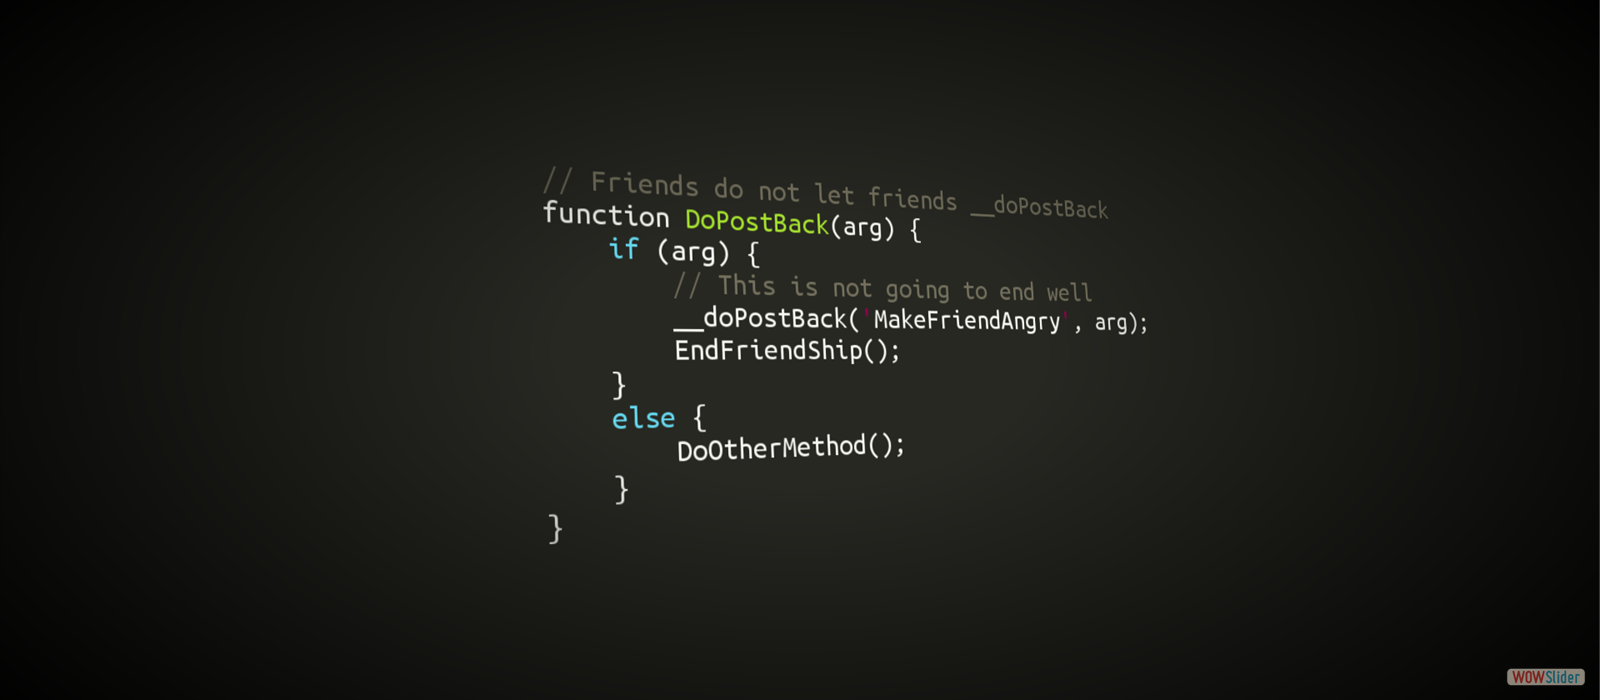 // Friends do not let friends __doPostBack
function DoPostBack(arg) {
if (arg) {
// This is not going to end well
__doPostBack('MakeFriendAngry', arg);
EndFriendShip();
}
else {
DoOtherMethod();
}
}
WOWSlider